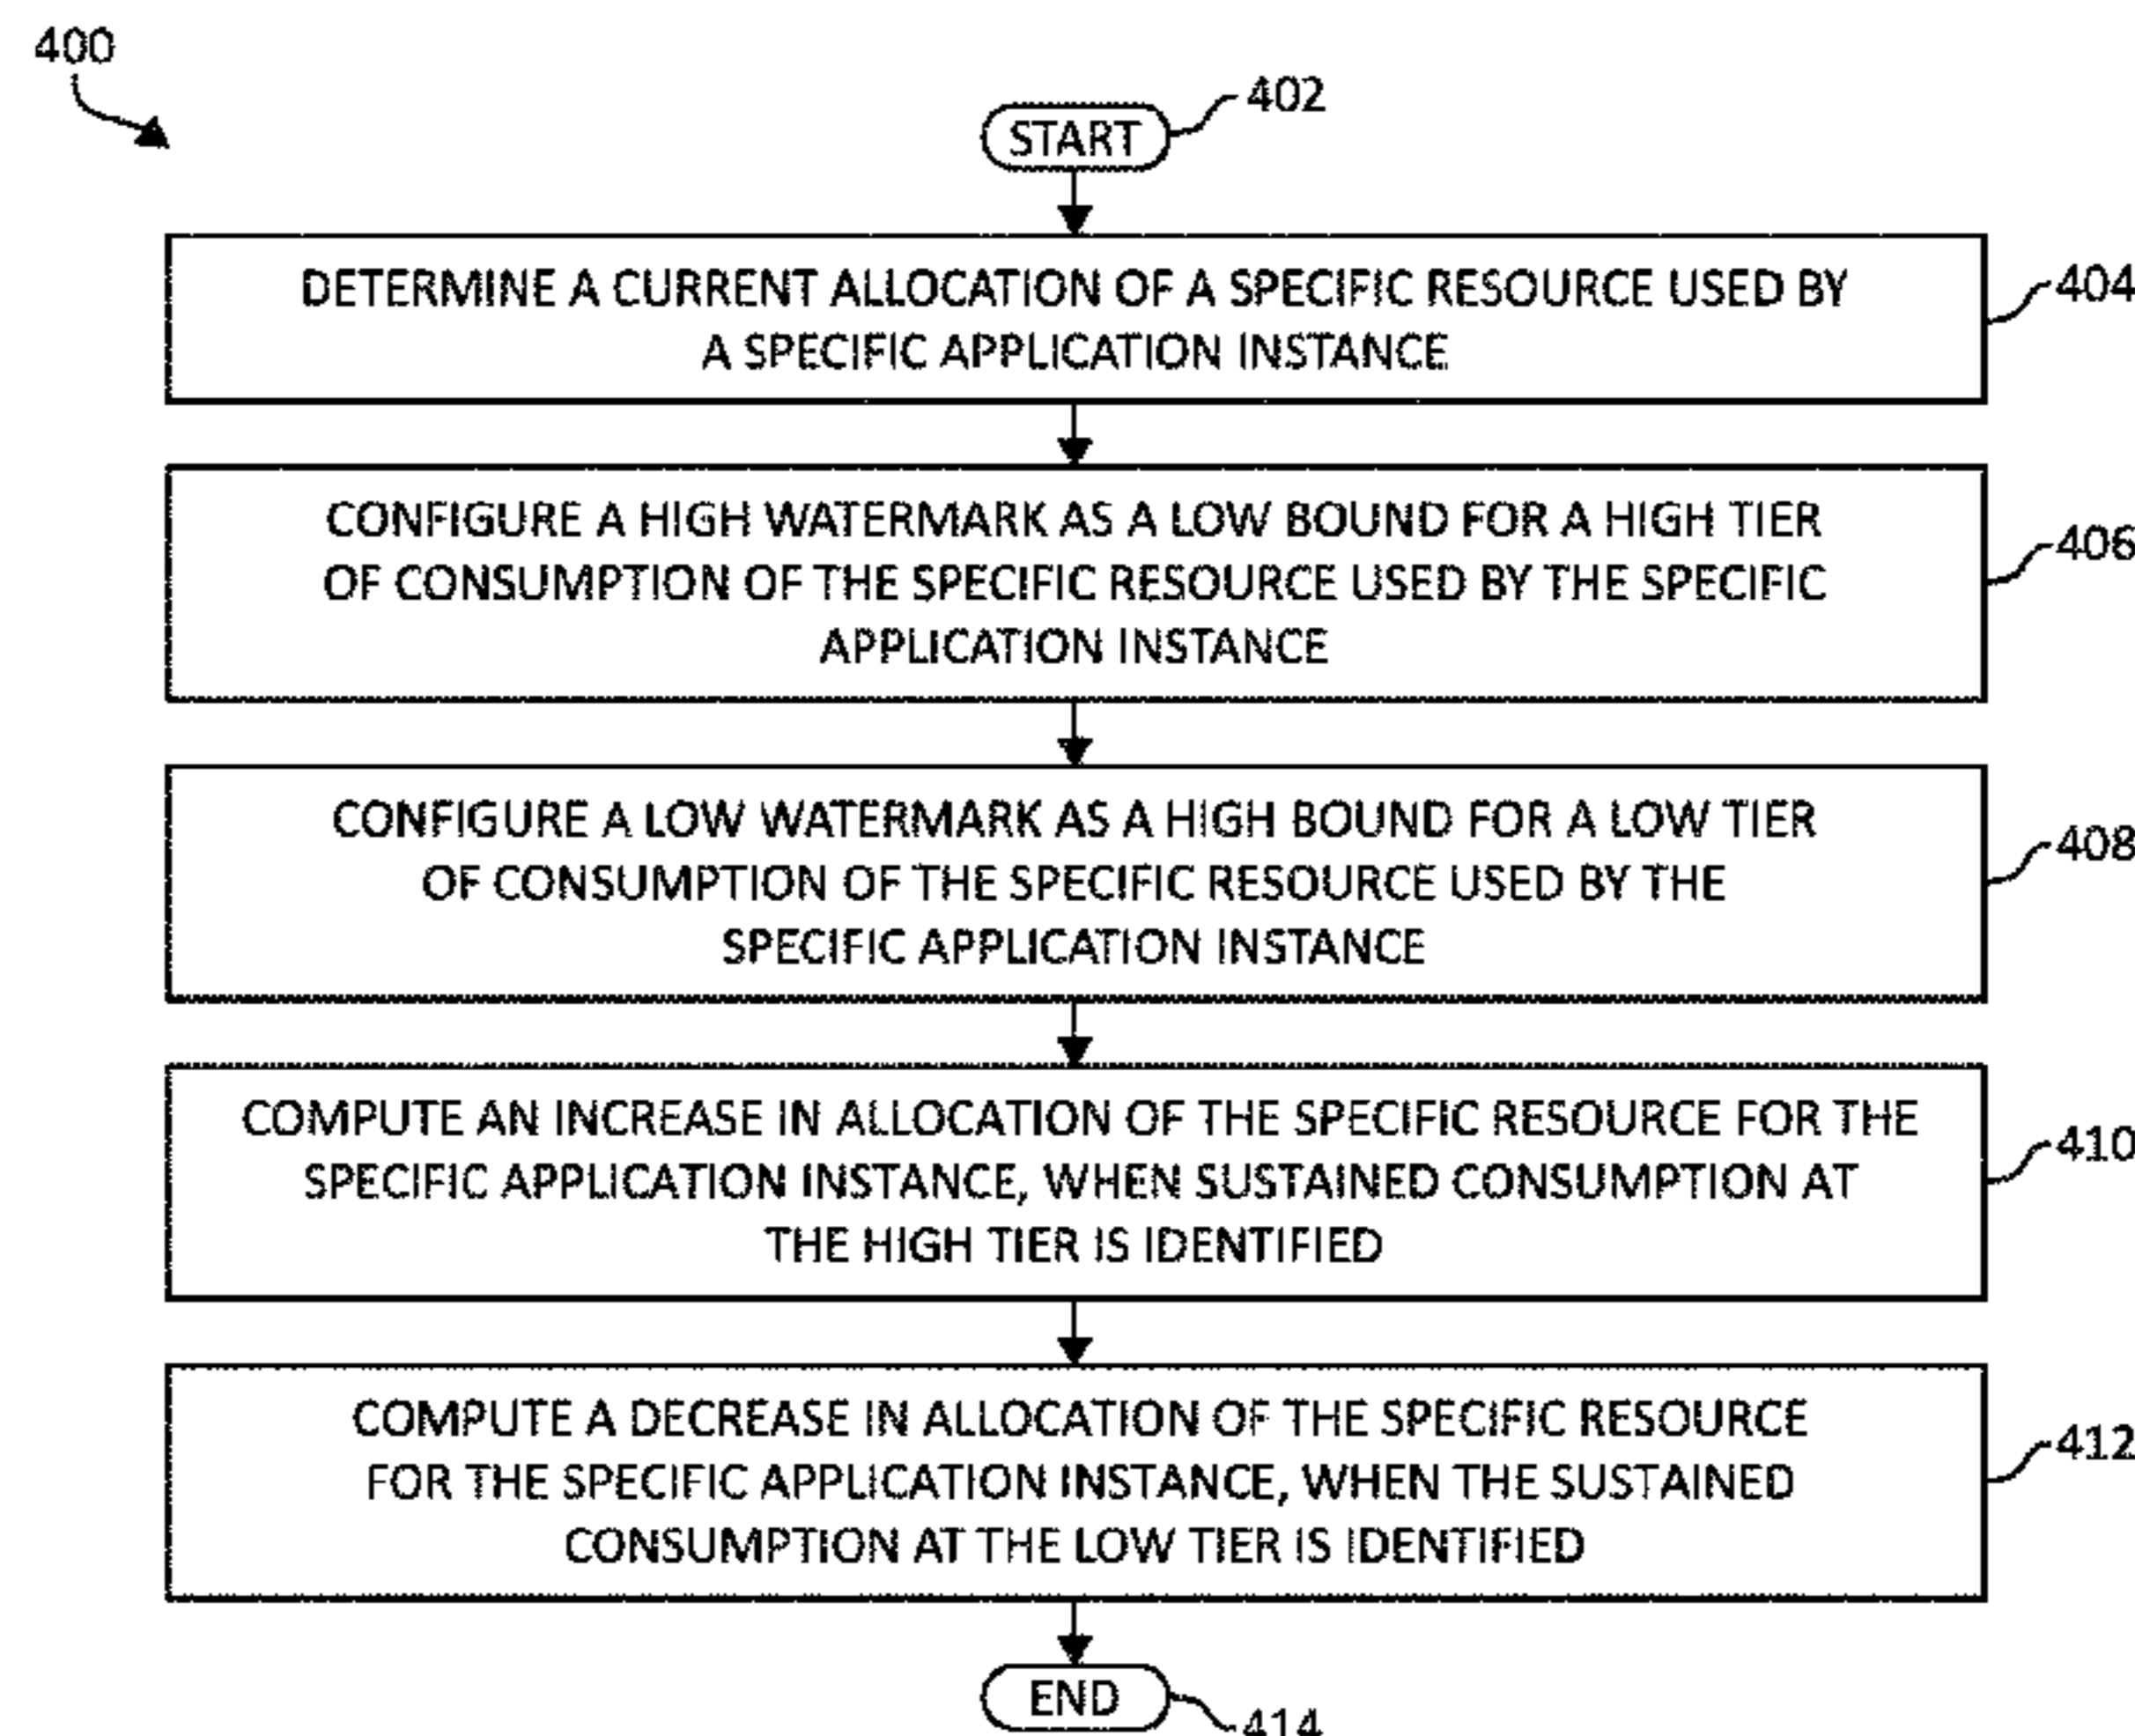 400
START
402
DETERMINE A CURRENT ALLOCATION OF A SPECIFIC RESOURCE USED BY
A SPECIFIC APPLICATION INSTANCE
404
CONFIGURE A HIGH WATERMARK AS A LOW BOUND FOR A HIGH TIER
OF CONSUMPTION OF THE SPECIFIC RESOURCE USED BY THE SPECIFIC
APPLICATION INSTANCE
406
CONFIGURE A LOW WATERMARK AS A HIGH BOUND FOR A LOW TIER
OF CONSUMPTION OF THE SPECIFIC RESOURCE USED BY THE
SPECIFIC APPLICATION INSTANCE
408
COMPUTE AN INCREASE IN ALLOCATION OF THE SPECIFIC RESOURCE FOR THE
SPECIFIC APPLICATION INSTANCE, WHEN SUSTAINED CONSUMPTION AT
THE HIGH TIER IS IDENTIFIED
410
COMPUTE A DECREASE IN ALLOCATION OF THE SPECIFIC RESOURCE
FOR THE SPECIFIC APPLICATION INSTANCE, WHEN THE SUSTAINED
CONSUMPTION AT THE LOW TIER IS IDENTIFIED
412
END
414